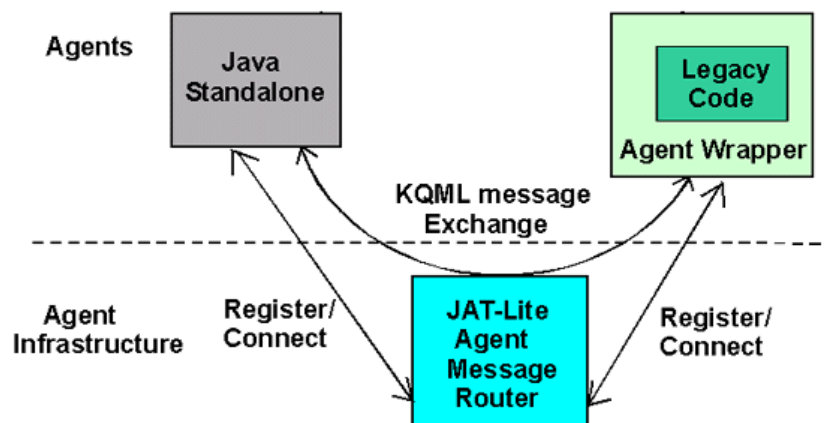 Agents
Java
Standalone
Legacy
Code
Agent Wrapper
KQML message
Exchange
Agent
Infrastructure
Register/
Connect
JAT-Lite
Agent
Message
Router
Register/
Connect